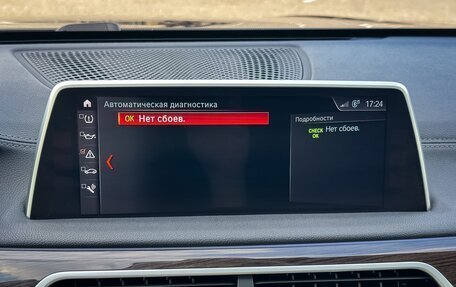 Автоматическая диагностика
17:24
OK Нет сбоев.
Подробности
CHECK OK Нет сбоев.